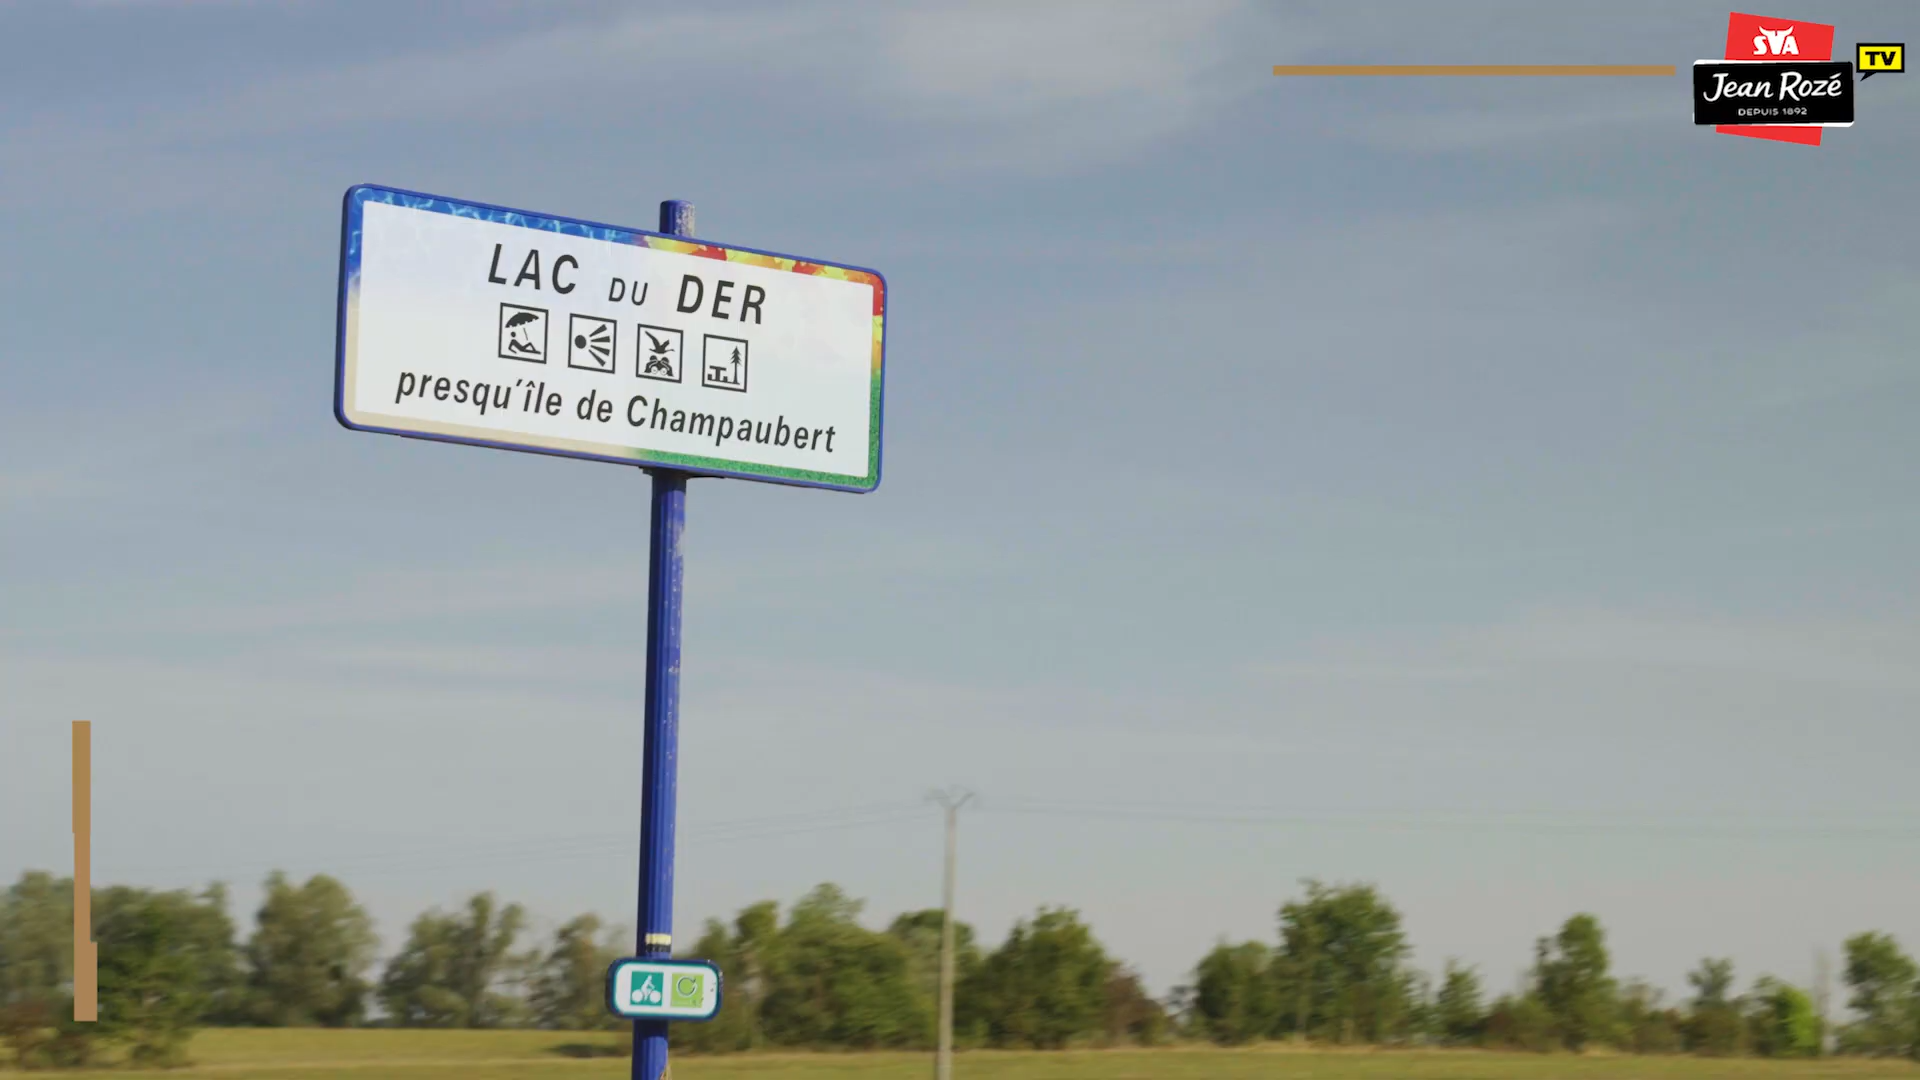 LAC DU DER
presqu'île de Champaubert
SVA
Jean Rozé
DEPUIS 1892
TV